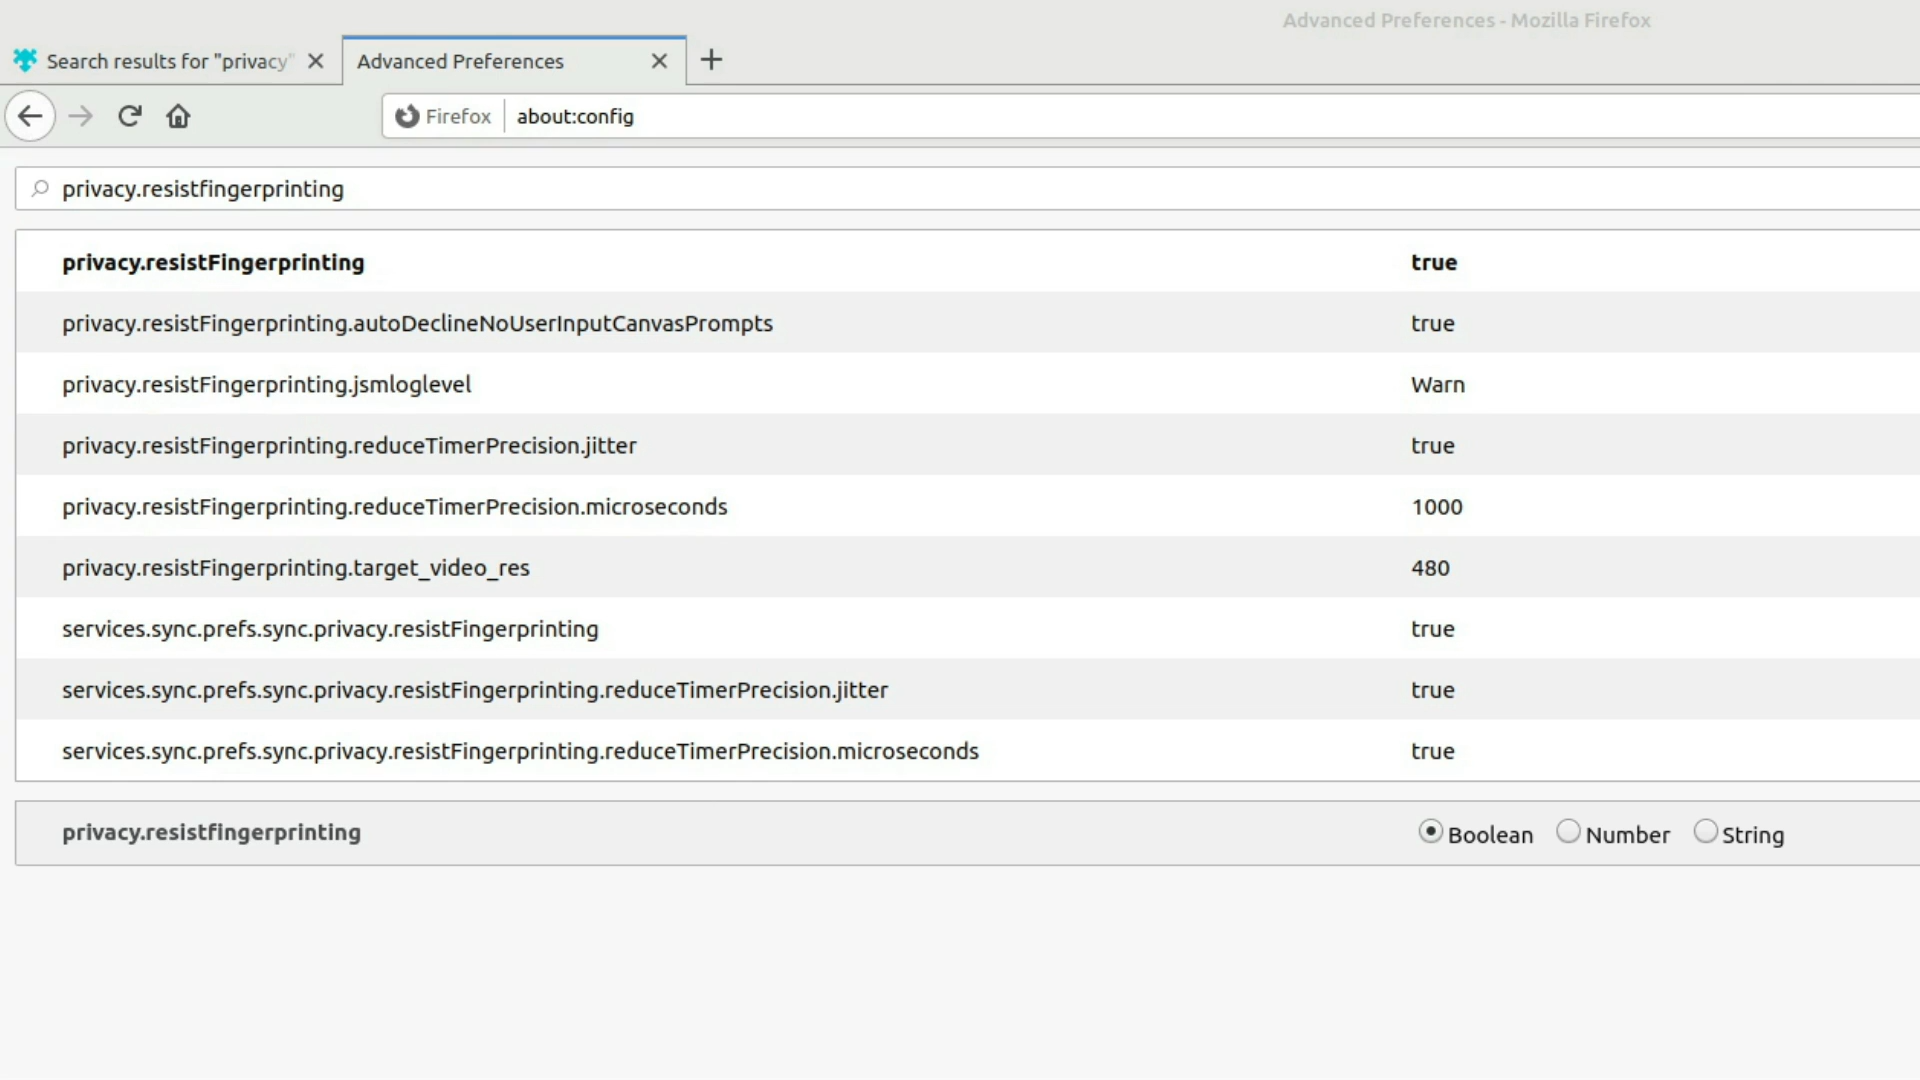 Advanced Preferences - Mozilla Firefox
Search results for "privacy"
Advanced Preferences
Firefox about:config
privacy.resistfingerprinting
privacy.resistFingerprinting true
privacy.resistFingerprinting.autoDeclineNoUserInputCanvasPrompts true
privacy.resistFingerprinting.jsmloglevel Warn
privacy.resistFingerprinting.reduceTimerPrecision.jitter true
privacy.resistFingerprinting.reduceTimerPrecision.microseconds 1000
privacy.resistFingerprinting.target_video_res 480
services.sync.prefs.sync.privacy.resistFingerprinting true
services.sync.prefs.sync.privacy.resistFingerprinting.reduceTimerPrecision.jitter true
services.sync.prefs.sync.privacy.resistFingerprinting.reduceTimerPrecision.microseconds true
privacy.resistfingerprinting Boolean Number String